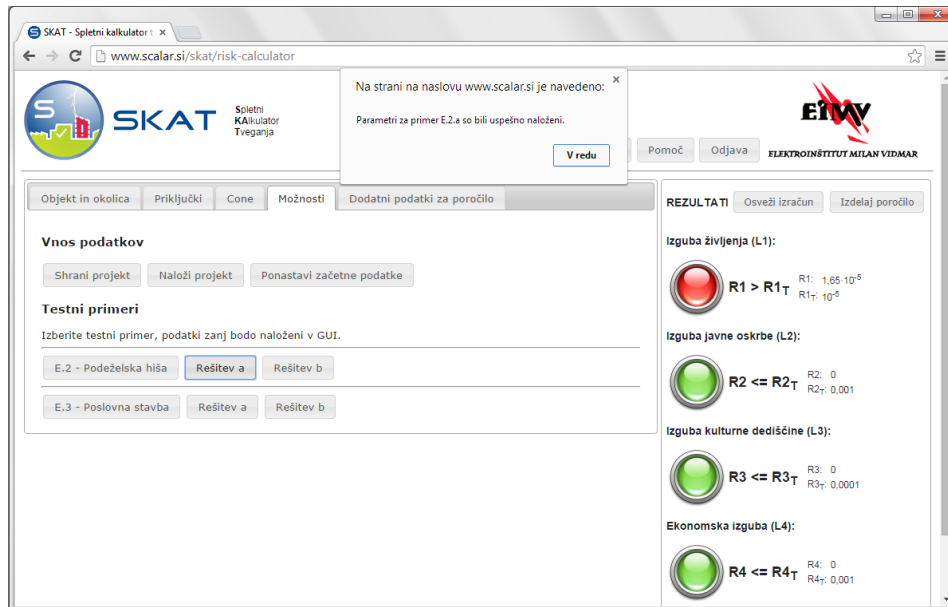 SKAT - Spletni kalkulator t
www.scalar.si/skat/risk-calculator
S
SKAT
Spletni
KAlkulator
Tveganja
Na strani na naslovu www.scalar.si je navedeno:
Parametri za primer E.2.a so bili uspešno naloženi.
V redu
Pomoč
Odjava
EIMV
ELEKTROINŠTITUT MILAN VIDMAR
Objekt in okolica
Priključki
Cone
Možnosti
Dodatni podatki za poročilo
Vnos podatkov
Shrani projekt
Naloži projekt
Ponastavi začetne podatke
Testni primeri
Izberite testni primer, podatki zanj bodo naloženi v GUI.
E.2 - Podeželska hiša
Rešitev a
Rešitev b
E.3 - Poslovna stavba
Rešitev a
Rešitev b
REZULTATI
Osveži izračun
Izdelaj poročilo
Izguba življenja (L1):
R1 > R1T
R1: 1,65·10-5
R1T: 10-5
Izguba javne oskrbe (L2):
R2 <= R2T
R2: 0
R2T: 0,001
Izguba kulturne dediščine (L3):
R3 <= R3T
R3: 0
R3T: 0,0001
Ekonomska izguba (L4):
R4 <= R4T
R4: 0
R4T: 0,001